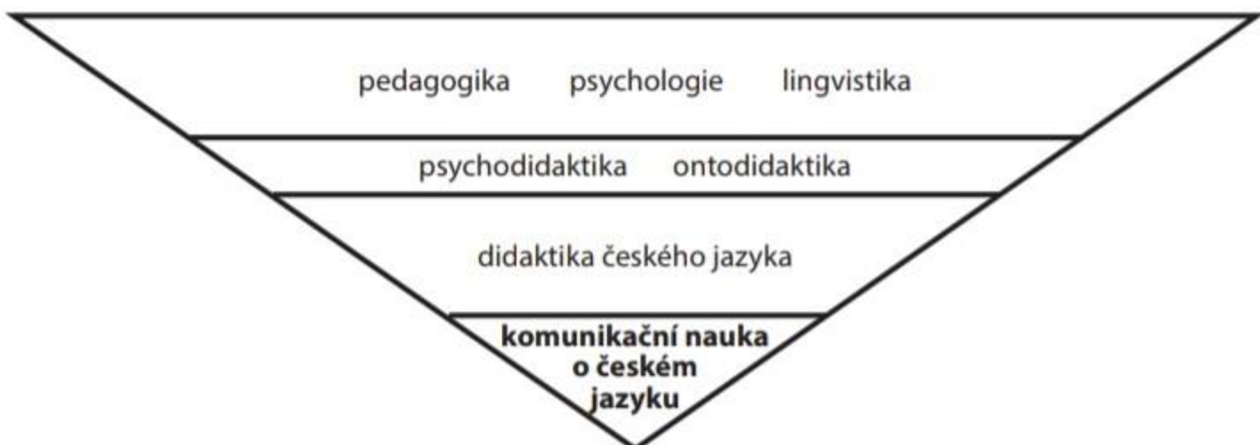 pedagogika psychologie lingvistika
psychodidaktika ontodidaktika
didaktika českého jazyka
komunikační nauka
o českém
jazyku